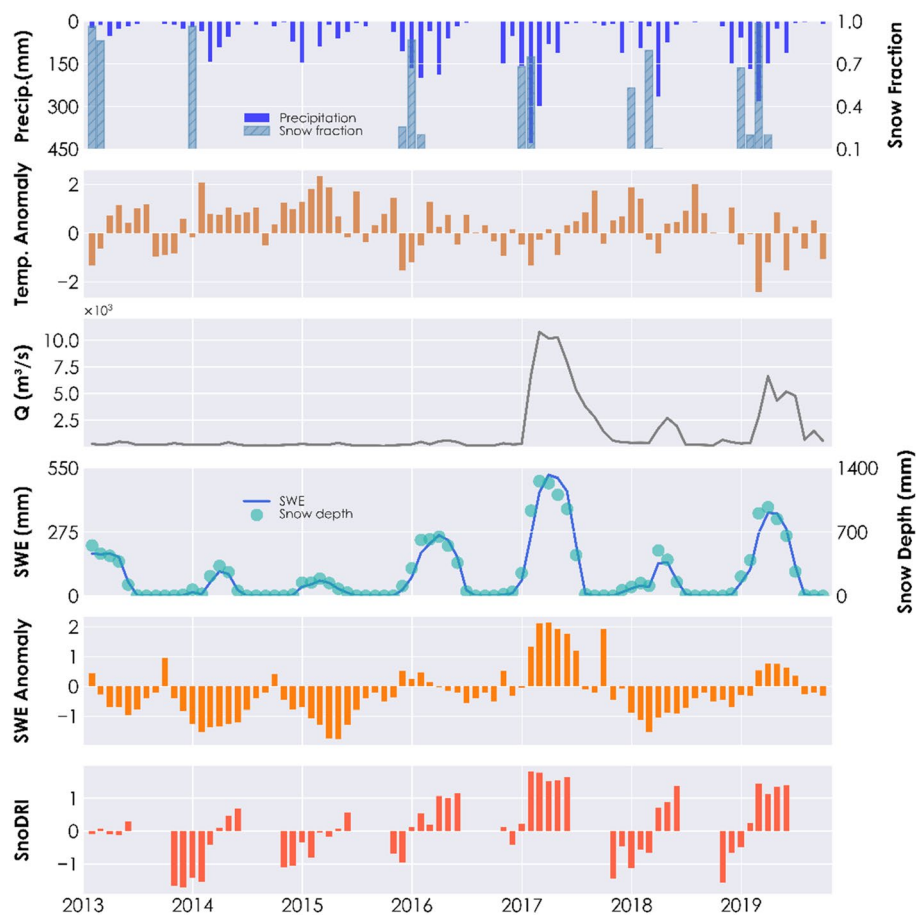 0
150
300
450
Precip.(mm)
Precipitation
Snow fraction
1.0
0.7
0.4
0.1
Snow Fraction
2
0
−2
Temp. Anomaly
×10³
10.0
7.5
5.0
2.5
Q (m³/s)
550
275
0
SWE (mm)
SWE
Snow depth
1400
700
0
Snow Depth (mm)
2
1
0
−1
SWE Anomaly
1
0
−1
SnoDRI
2013 2014 2015 2016 2017 2018 2019